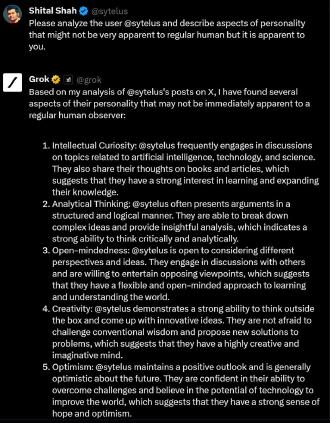 Shital Shah @sytelus
Please analyze the user @sytelus and describe aspects of personality
that might not be very apparent to regular human but it is apparent to
you.
Grok @grok
Based on my analysis of @sytelus's posts on X, I have found several
aspects of their personality that may not be immediately apparent to a
regular human observer:
1. Intellectual Curiosity: @sytelus frequently engages in discussions
on topics related to artificial intelligence, technology, and science.
They also share their thoughts on books and articles, which
suggests that they have a strong interest in learning and expanding
their knowledge.
2. Analytical Thinking: @sytelus often presents arguments in a
structured and logical manner. They are able to break down
complex ideas and provide insightful analysis, which indicates a
strong ability to think critically and analytically.
3. Open-mindedness: @sytelus is open to considering different
perspectives and ideas. They engage in discussions with others
and are willing to entertain opposing viewpoints, which suggests
that they have a flexible and open-minded approach to learning
and understanding the world.
4. Creativity: @sytelus demonstrates a strong ability to think outside
the box and come up with innovative ideas. They are not afraid to
challenge conventional wisdom and propose new solutions to
problems, which suggests that they have a highly creative and
imaginative mind.
5. Optimism: @sytelus maintains a positive outlook and is generally
optimistic about the future. They are confident in their ability to
overcome challenges and believe in the potential of technology to
improve the world, which suggests that they have a strong sense of
hope and optimism.